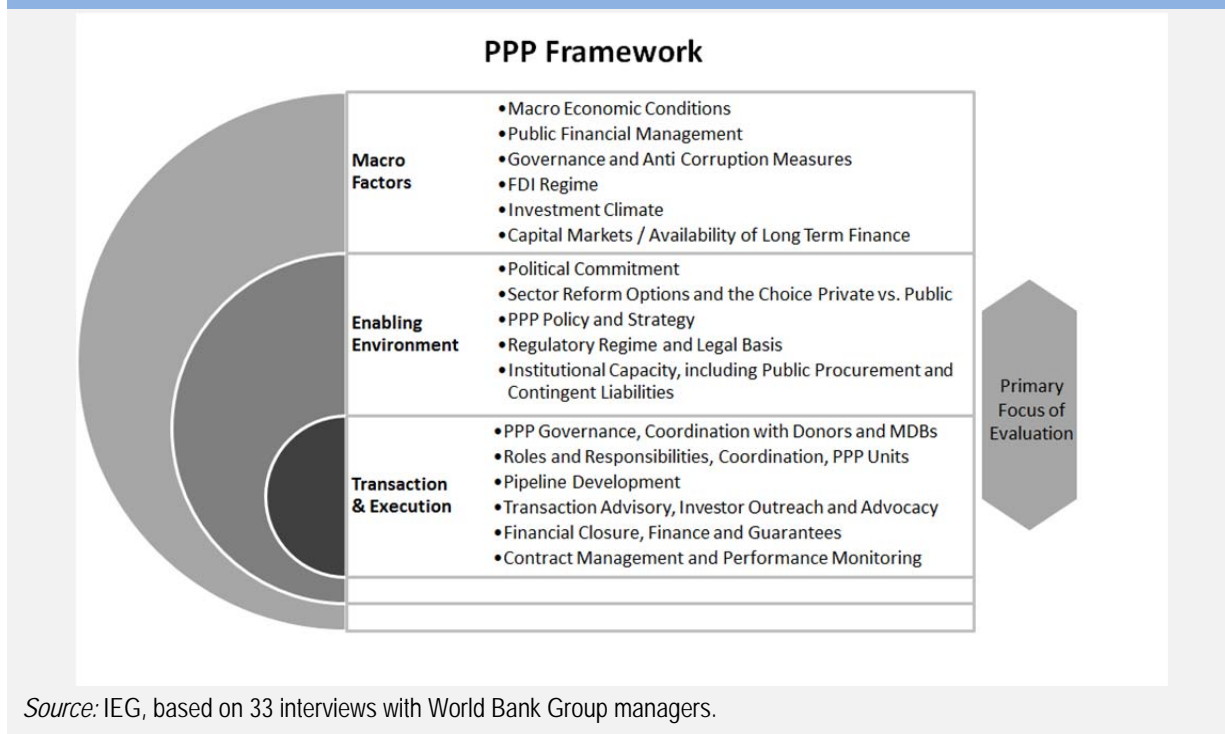 PPP Framework
Macro
Factors
•Macro Economic Conditions
•Public Financial Management
•Governance and Anti Corruption Measures
•FDI Regime
•Investment Climate
•Capital Markets / Availability of Long Term Finance
Enabling
Environment
•Political Commitment
•Sector Reform Options and the Choice Private vs. Public
•PPP Policy and Strategy
•Regulatory Regime and Legal Basis
•Institutional Capacity, including Public Procurement and
Contingent Liabilities
Transaction
& Execution
•PPP Governance, Coordination with Donors and MDBs
•Roles and Responsibilities, Coordination, PPP Units
•Pipeline Development
•Transaction Advisory, Investor Outreach and Advocacy
•Financial Closure, Finance and Guarantees
•Contract Management and Performance Monitoring
Primary
Focus of
Evaluation
Source: IEG, based on 33 interviews with World Bank Group managers.